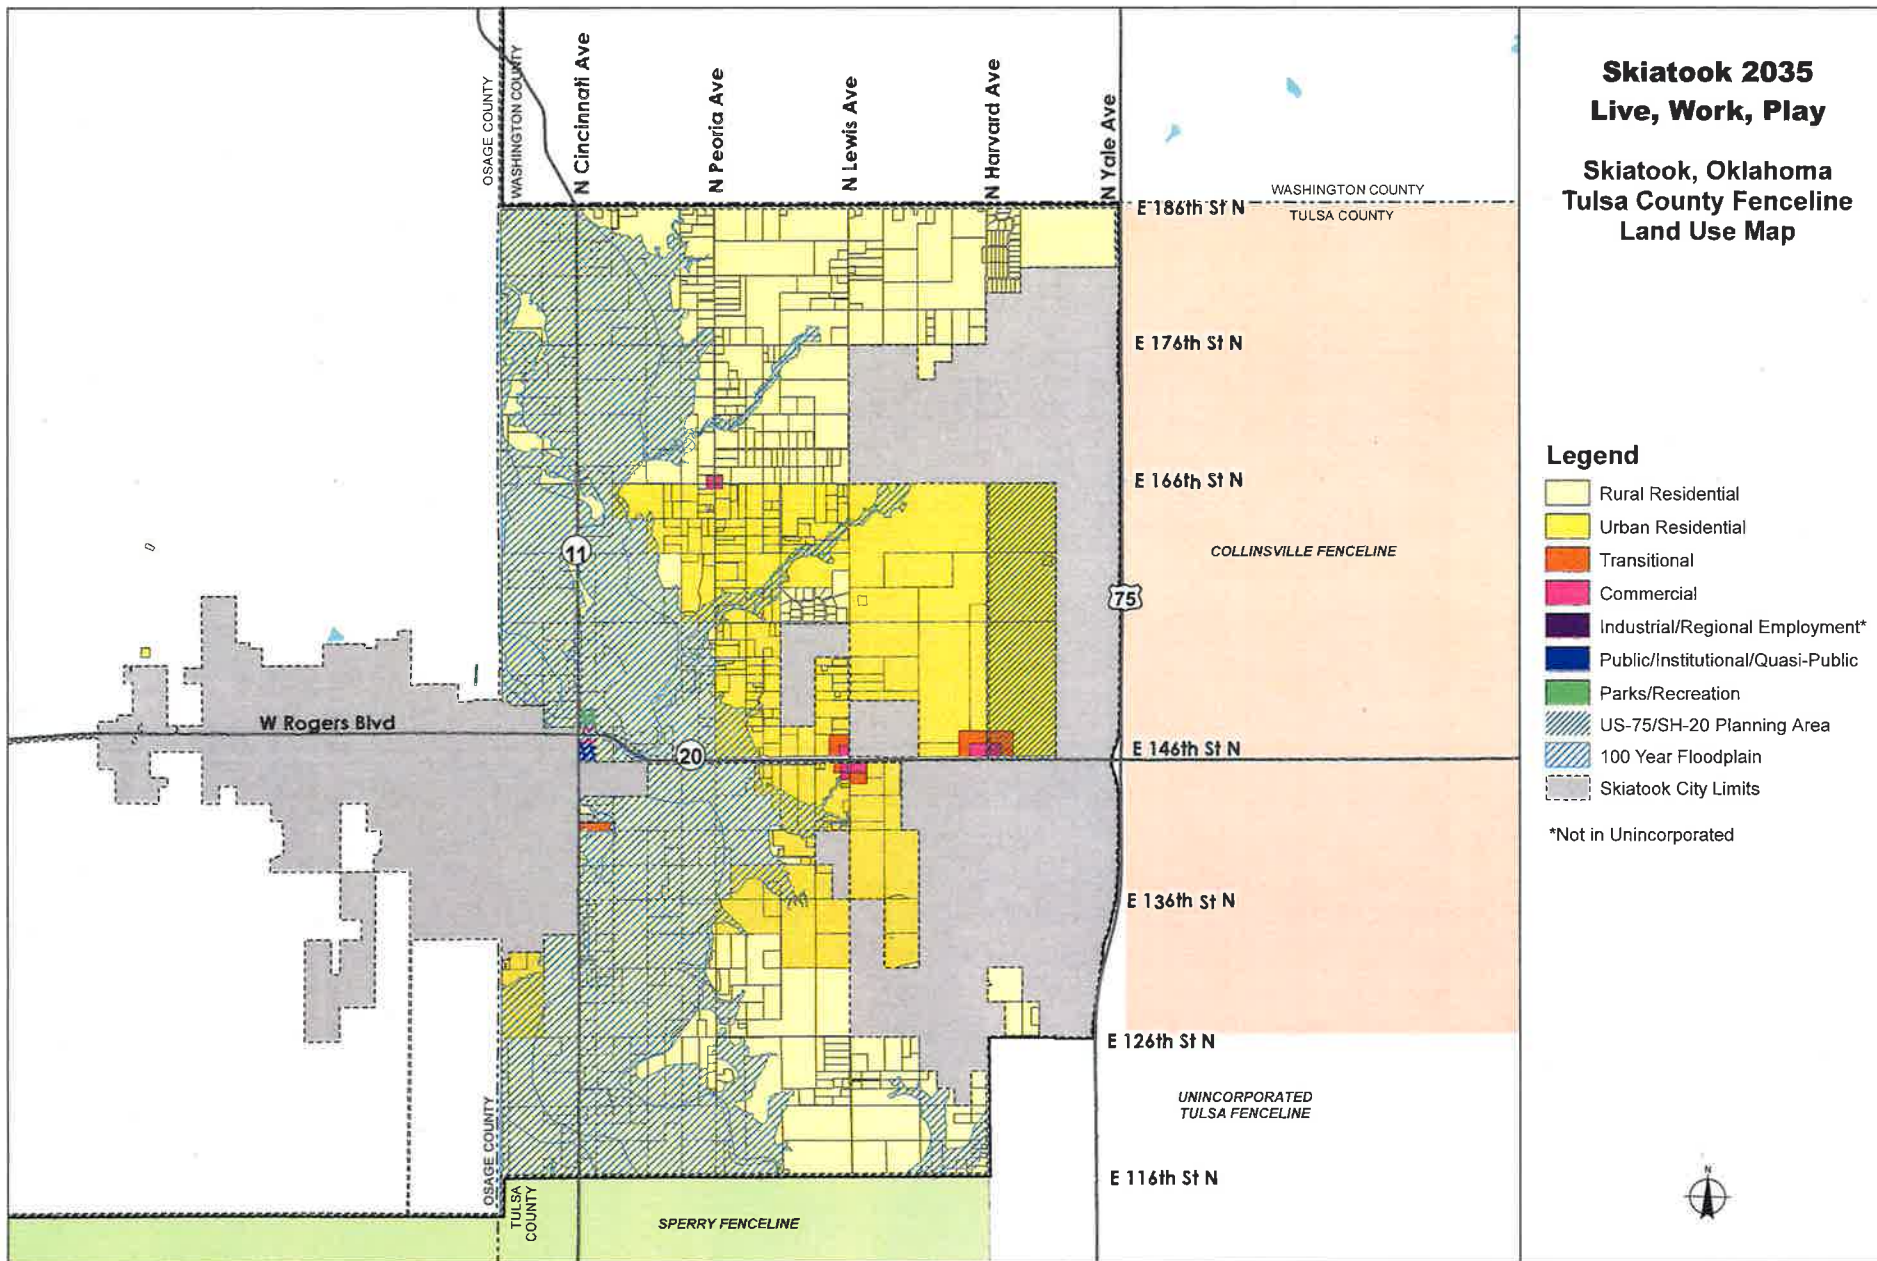 Skiatook 2035
Live, Work, Play
Skiatook, Oklahoma
Tulsa County Fenceline
Land Use Map
OSAGE COUNTY
WASHINGTON COUNTY
N Cincinnati Ave
N Peoria Ave
N Lewis Ave
N Harvard Ave
N Yale Ave
WASHINGTON COUNTY
TULSA COUNTY
E 186th St N
E 176th St N
E 166th St N
COLLINSVILLE FENCELINE
11
75
W Rogers Blvd
20
E 146th St N
E 136th St N
E 126th St N
UNINCORPORATED
TULSA FENCELINE
E 116th St N
OSAGE COUNTY
TULSA
COUNTY
SPERRY FENCELINE
Legend
Rural Residential
Urban Residential
Transitional
Commercial
Industrial/Regional Employment*
Public/Institutional/Quasi-Public
Parks/Recreation
US-75/SH-20 Planning Area
100 Year Floodplain
Skiatook City Limits
*Not in Unincorporated
N